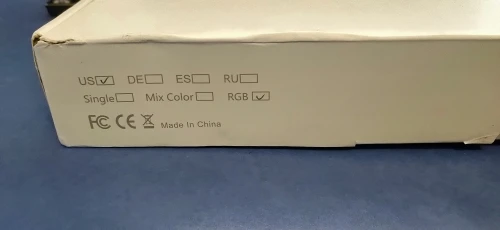 US☑ DE☐ ES☐ RU☐
Single☐ Mix Color☐ RGB☑
FC CE Made In China